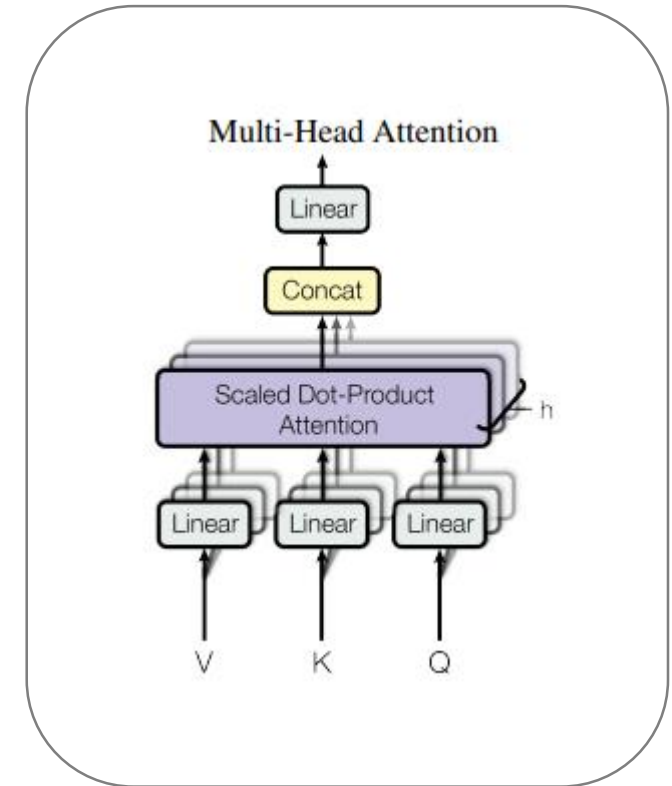 Multi-Head Attention
Linear
Concat
Scaled Dot-Product
Attention
h
Linear Linear Linear
V K Q